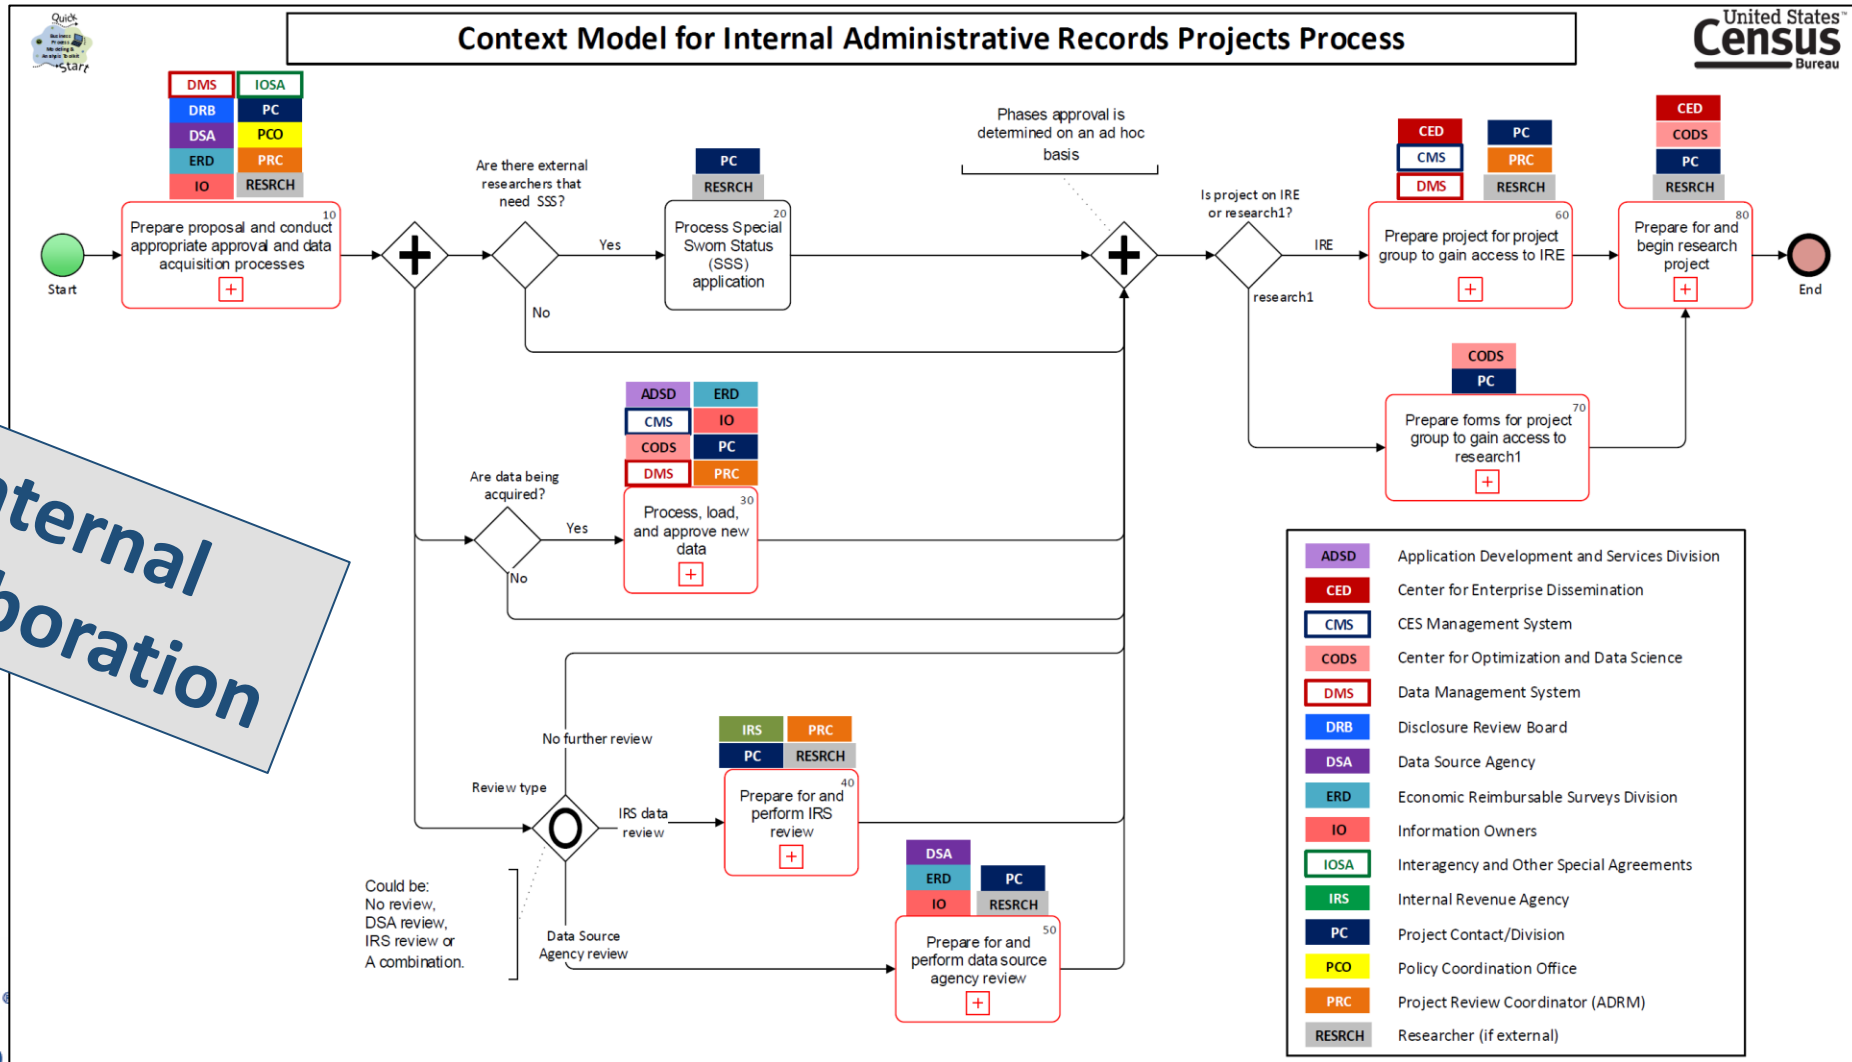 Quick
Business
Process
Modeling &
Analysis Toolkit
Start
Context Model for Internal Administrative Records Projects Process
United States™
Census
Bureau
DMS IOSA
DRB PC
DSA PCO
ERD PRC
IO RESRCH
10
Prepare proposal and conduct
appropriate approval and data
acquisition processes
Start
Are there external
researchers that
need SSS?
Yes
No
PC
RESRCH
20
Process Special
Sworn Status
(SSS)
application
Phases approval is
determined on an ad hoc
basis
Is project on IRE
or research1?
IRE
research1
CED PC
CMS PRC
DMS RESRCH
60
Prepare project for project
group to gain access to IRE
CED
CODS
PC
RESRCH
80
Prepare for and
begin research
project
End
CODS
PC
70
Prepare forms for project
group to gain access to
research1
ADSD ERD
CMS IO
CODS PC
DMS PRC
Are data being
acquired?
Yes
No
30
Process, load,
and approve new
data
ternal
boration
No further review
Review type
IRS data
review
IRS PRC
PC RESRCH
40
Prepare for and
perform IRS
review
Could be:
No review,
DSA review,
IRS review or
A combination.
Data Source
Agency review
DSA
ERD PC
IO RESRCH
50
Prepare for and
perform data source
agency review
ADSD Application Development and Services Division
CED Center for Enterprise Dissemination
CMS CES Management System
CODS Center for Optimization and Data Science
DMS Data Management System
DRB Disclosure Review Board
DSA Data Source Agency
ERD Economic Reimbursable Surveys Division
IO Information Owners
IOSA Interagency and Other Special Agreements
IRS Internal Revenue Agency
PC Project Contact/Division
PCO Policy Coordination Office
PRC Project Review Coordinator (ADRM)
RESRCH Researcher (if external)